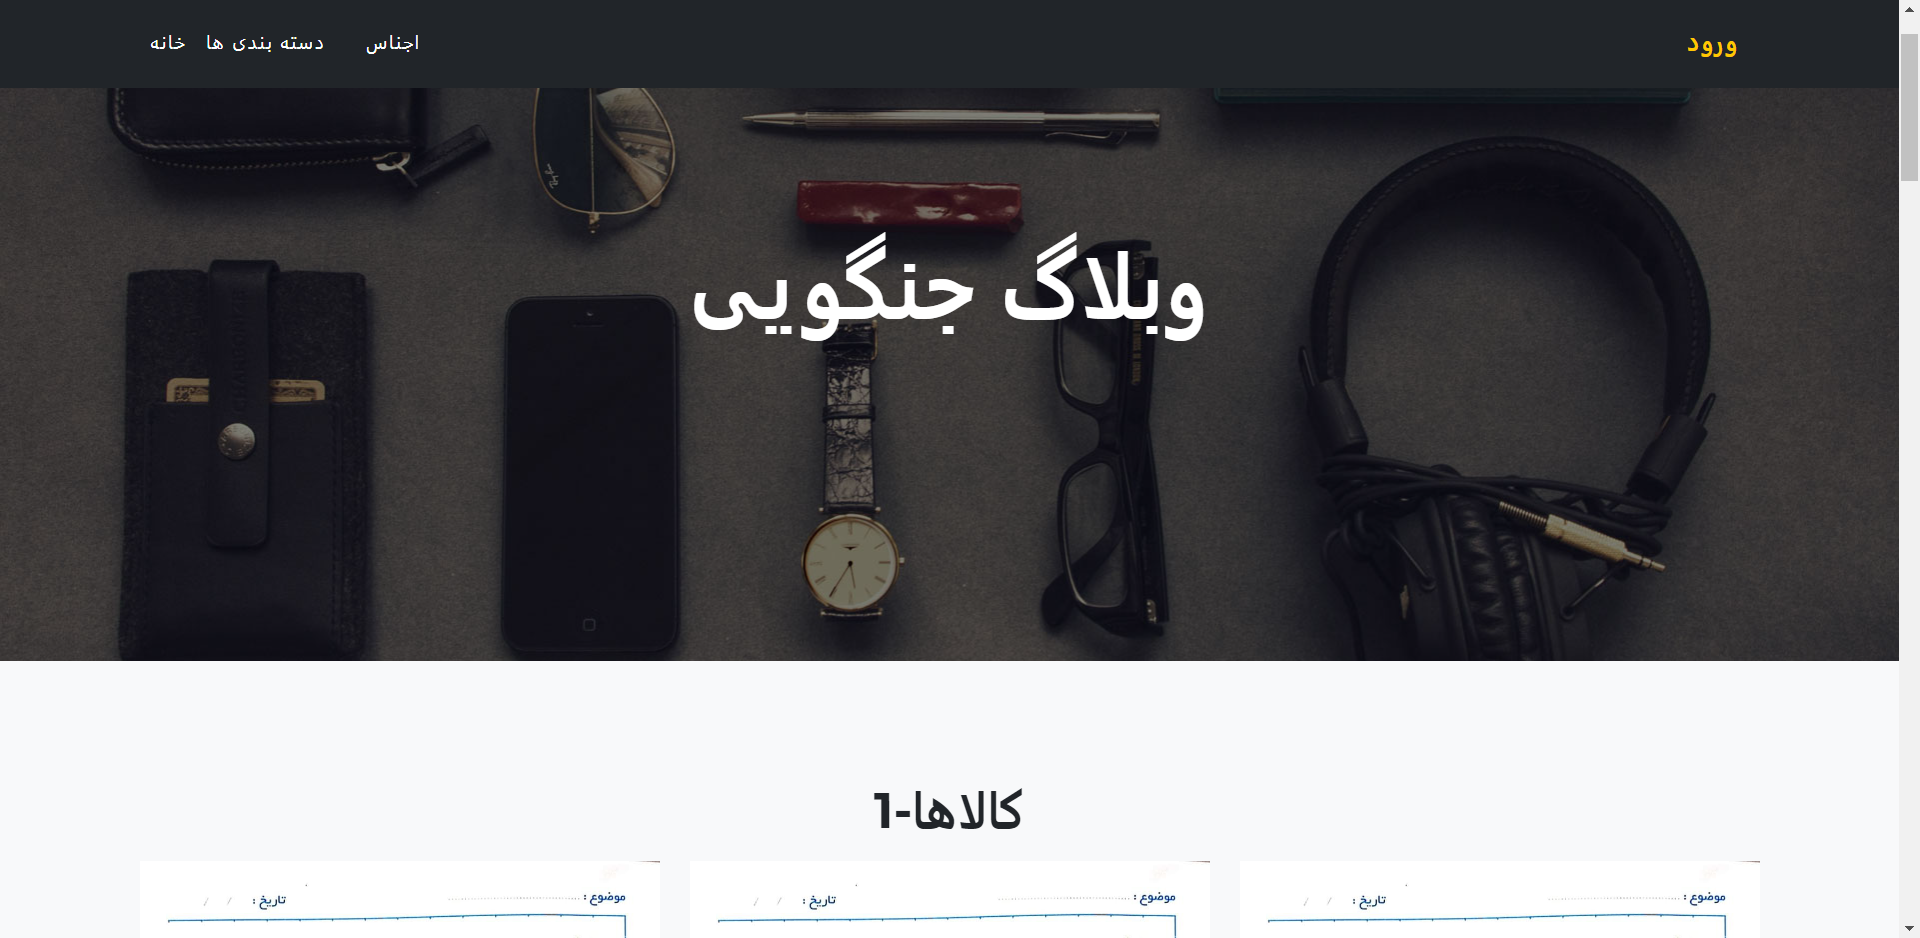 ورود
خانه دسته بندی ها اجناس
وبلاگ جنگویی
کالاها-1
موضوع : تاریخ : / /
موضوع : تاریخ : / /
موضوع : تاریخ : / /